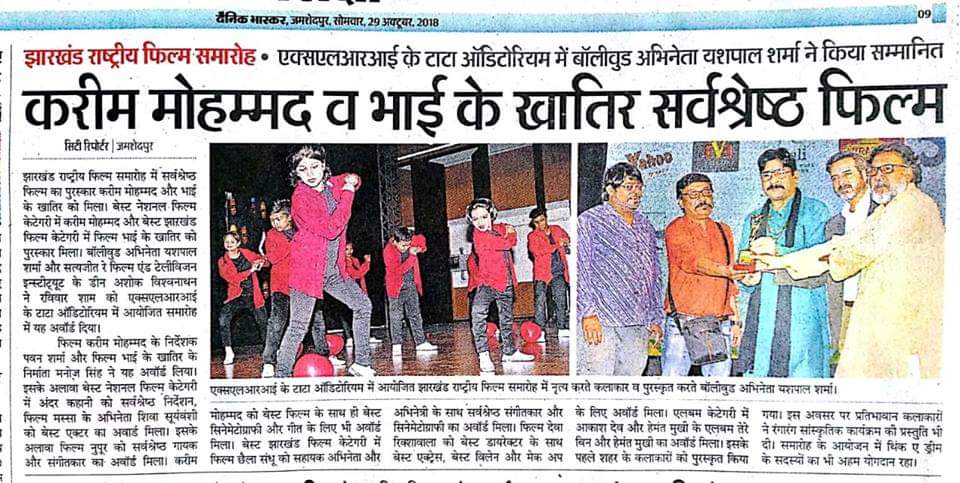 दैनिक भास्कर, जमशेदपुर, सोमवार, 29 अक्टूबर, 2018
09
झारखंड राष्ट्रीय फिल्म समारोह • एक्सएलआरआई के टाटा ऑडिटोरियम में बॉलीवुड अभिनेता यशपाल शर्मा ने किया सम्मानित
करीम मोहम्मद व भाई के खातिर सर्वश्रेष्ठ फिल्म
सिटी रिपोर्टर | जमशेदपुर
झारखंड राष्ट्रीय फिल्म समारोह में सर्वश्रेष्ठ
फिल्म का पुरस्कार करीम मोहम्मद और भाई
के खातिर को मिला। बेस्ट नेशनल फिल्म
केटेगरी में करीम मोहम्मद और बेस्ट झारखंड
फिल्म केटेगरी में फिल्म भाई के खातिर को
पुरस्कार मिला। बॉलीवुड अभिनेता यशपाल
शर्मा और सत्यजीत रे फिल्म एंड टेलीविजन
इन्स्टीट्यूट के डीन अशोक विश्वनाथन
ने रविवार शाम को एक्सएलआरआई
के टाटा ऑडिटोरियम में आयोजित समारोह
में यह अवॉर्ड दिया।
फिल्म करीम मोहम्मद के निर्देशक
पवन शर्मा और फिल्म भाई के खातिर के
निर्माता मनोज सिंह ने यह अवॉर्ड लिया।
इसके अलावा बेस्ट नेशनल फिल्म केटेगरी
में अंदर कहानी को सर्वश्रेष्ठ निर्देशन,
फिल्म मस्सा के अभिनेता शिवा सूर्यवंशी
को बेस्ट एक्टर का अवार्ड मिला। इसके
अलावा फिल्म नुपूर को सर्वश्रेष्ठ गायक
और संगीतकार का अवॉर्ड मिला। करीम
एक्सएलआरआई के टाटा ऑडिटोरियम में आयोजित झारखंड राष्ट्रीय फिल्म समारोह में नृत्य करते कलाकार व पुरस्कृत करते बॉलीवुड अभिनेता यशपाल शर्मा।
मोहम्मद को बेस्ट फिल्म के साथ ही बेस्ट
सिनेमेटोग्राफी और गीत के लिए भी अवॉर्ड
मिला। बेस्ट झारखंड फिल्म केटेगरी में
फिल्म छैला संधू को सहायक अभिनेता और
अभिनेत्री के साथ सर्वश्रेष्ठ संगीतकार और
सिनेमेटोग्राफी का अवॉर्ड मिला। फिल्म देवा
रिक्शावाला को बेस्ट डायरेक्टर के साथ
बेस्ट एक्ट्रेस, बेस्ट विलेन और मेक अप
के लिए अवॉर्ड मिला। एलबम केटेगरी में
आकाश देव और हेमंत मुखी के एलबम तेरे
बिन और हेमंत मुखी का अवॉर्ड मिला। इसके
पहले शहर के कलाकारों को पुरस्कृत किया
गया। इस अवसर पर प्रतिभावान कलाकारों
ने रंगारंग सांस्कृतिक कार्यक्रम की प्रस्तुति भी
दी। समारोह के आयोजन में थिंक ए ड्रीम
के सदस्यों का भी अहम योगदान रहा।